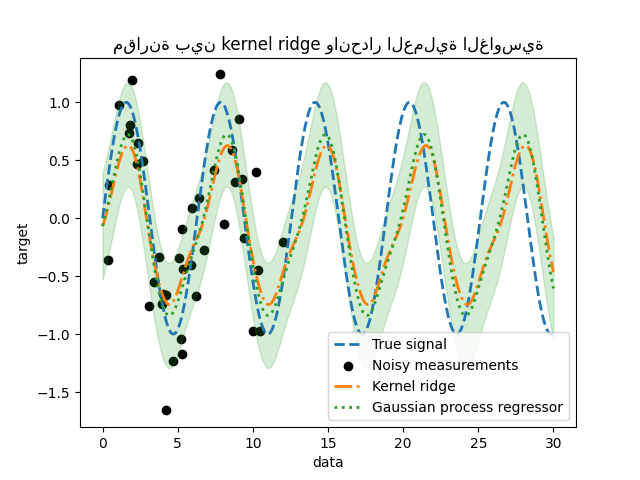 مقارنة بين kernel ridge وانحدار العملية الغاوسية
target
1.0
0.5
0.0
−0.5
−1.0
−1.5
True signal
Noisy measurements
Kernel ridge
Gaussian process regressor
0 5 10 15 20 25 30
data